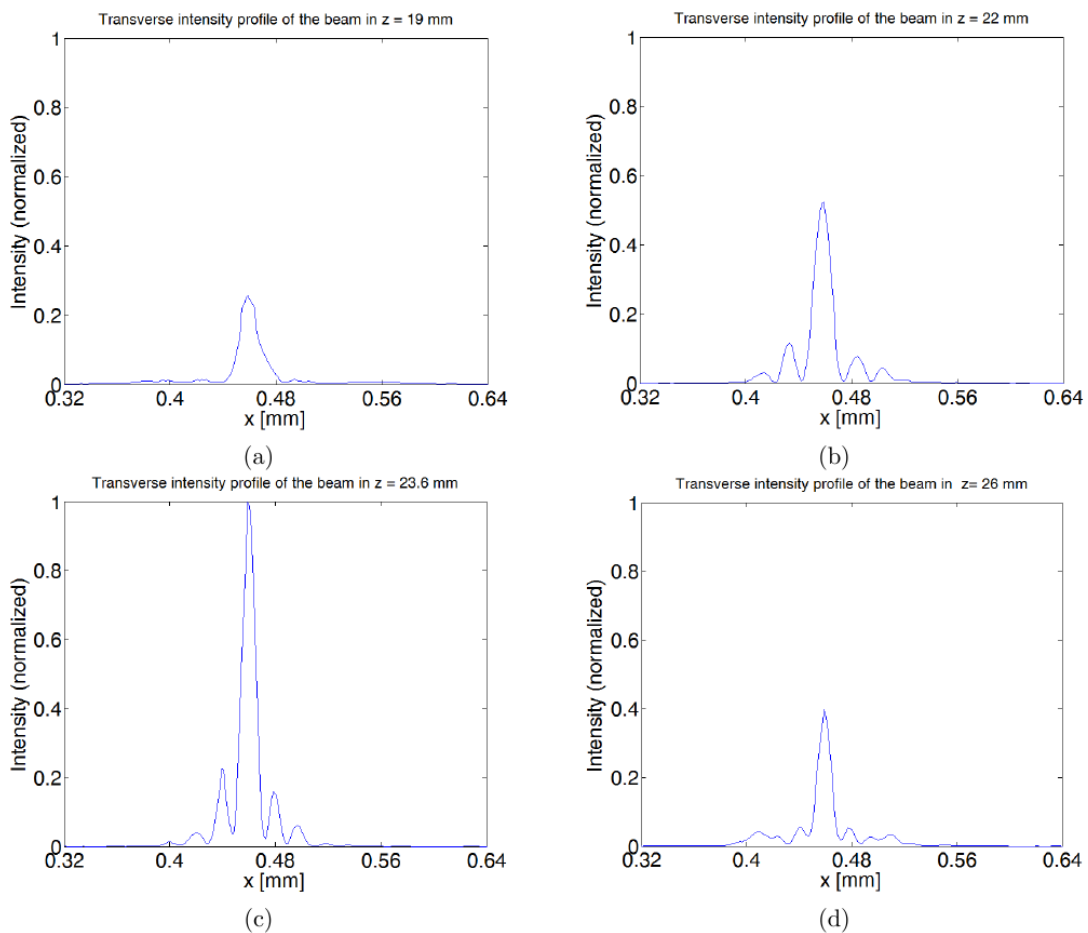 Transverse intensity profile of the beam in z = 19 mm
Intensity (normalized)
1
0.8
0.6
0.4
0.2
0
0.32
0.4
0.48
0.56
0.64
x [mm]
(a)
Transverse intensity profile of the beam in z = 22 mm
Intensity (normalized)
1
0.8
0.6
0.4
0.2
0
0.32
0.4
0.48
0.56
0.64
x [mm]
(b)
Transverse intensity profile of the beam in z = 23.6 mm
Intensity (normalized)
1
0.8
0.6
0.4
0.2
0
0.32
0.4
0.48
0.56
0.64
x [mm]
(c)
Transverse intensity profile of the beam in z= 26 mm
Intensity (normalized)
1
0.8
0.6
0.4
0.2
0
0.32
0.4
0.48
0.56
0.64
x [mm]
(d)